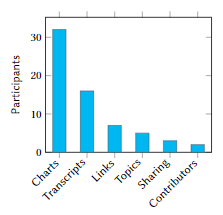 Participants
30
20
10
0
Charts
Transcripts
Links
Topics
Sharing
Contributors